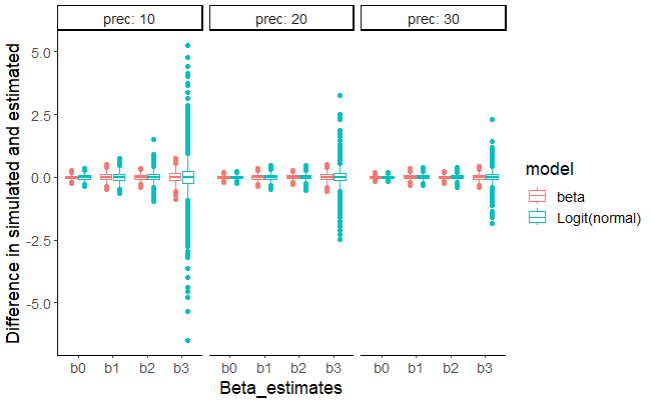 prec: 10 prec: 20 prec: 30
Difference in simulated and estimated
5.0
2.5
0.0
-2.5
-5.0
b0 b1 b2 b3 b0 b1 b2 b3 b0 b1 b2 b3
Beta_estimates
model
beta
Logit(normal)